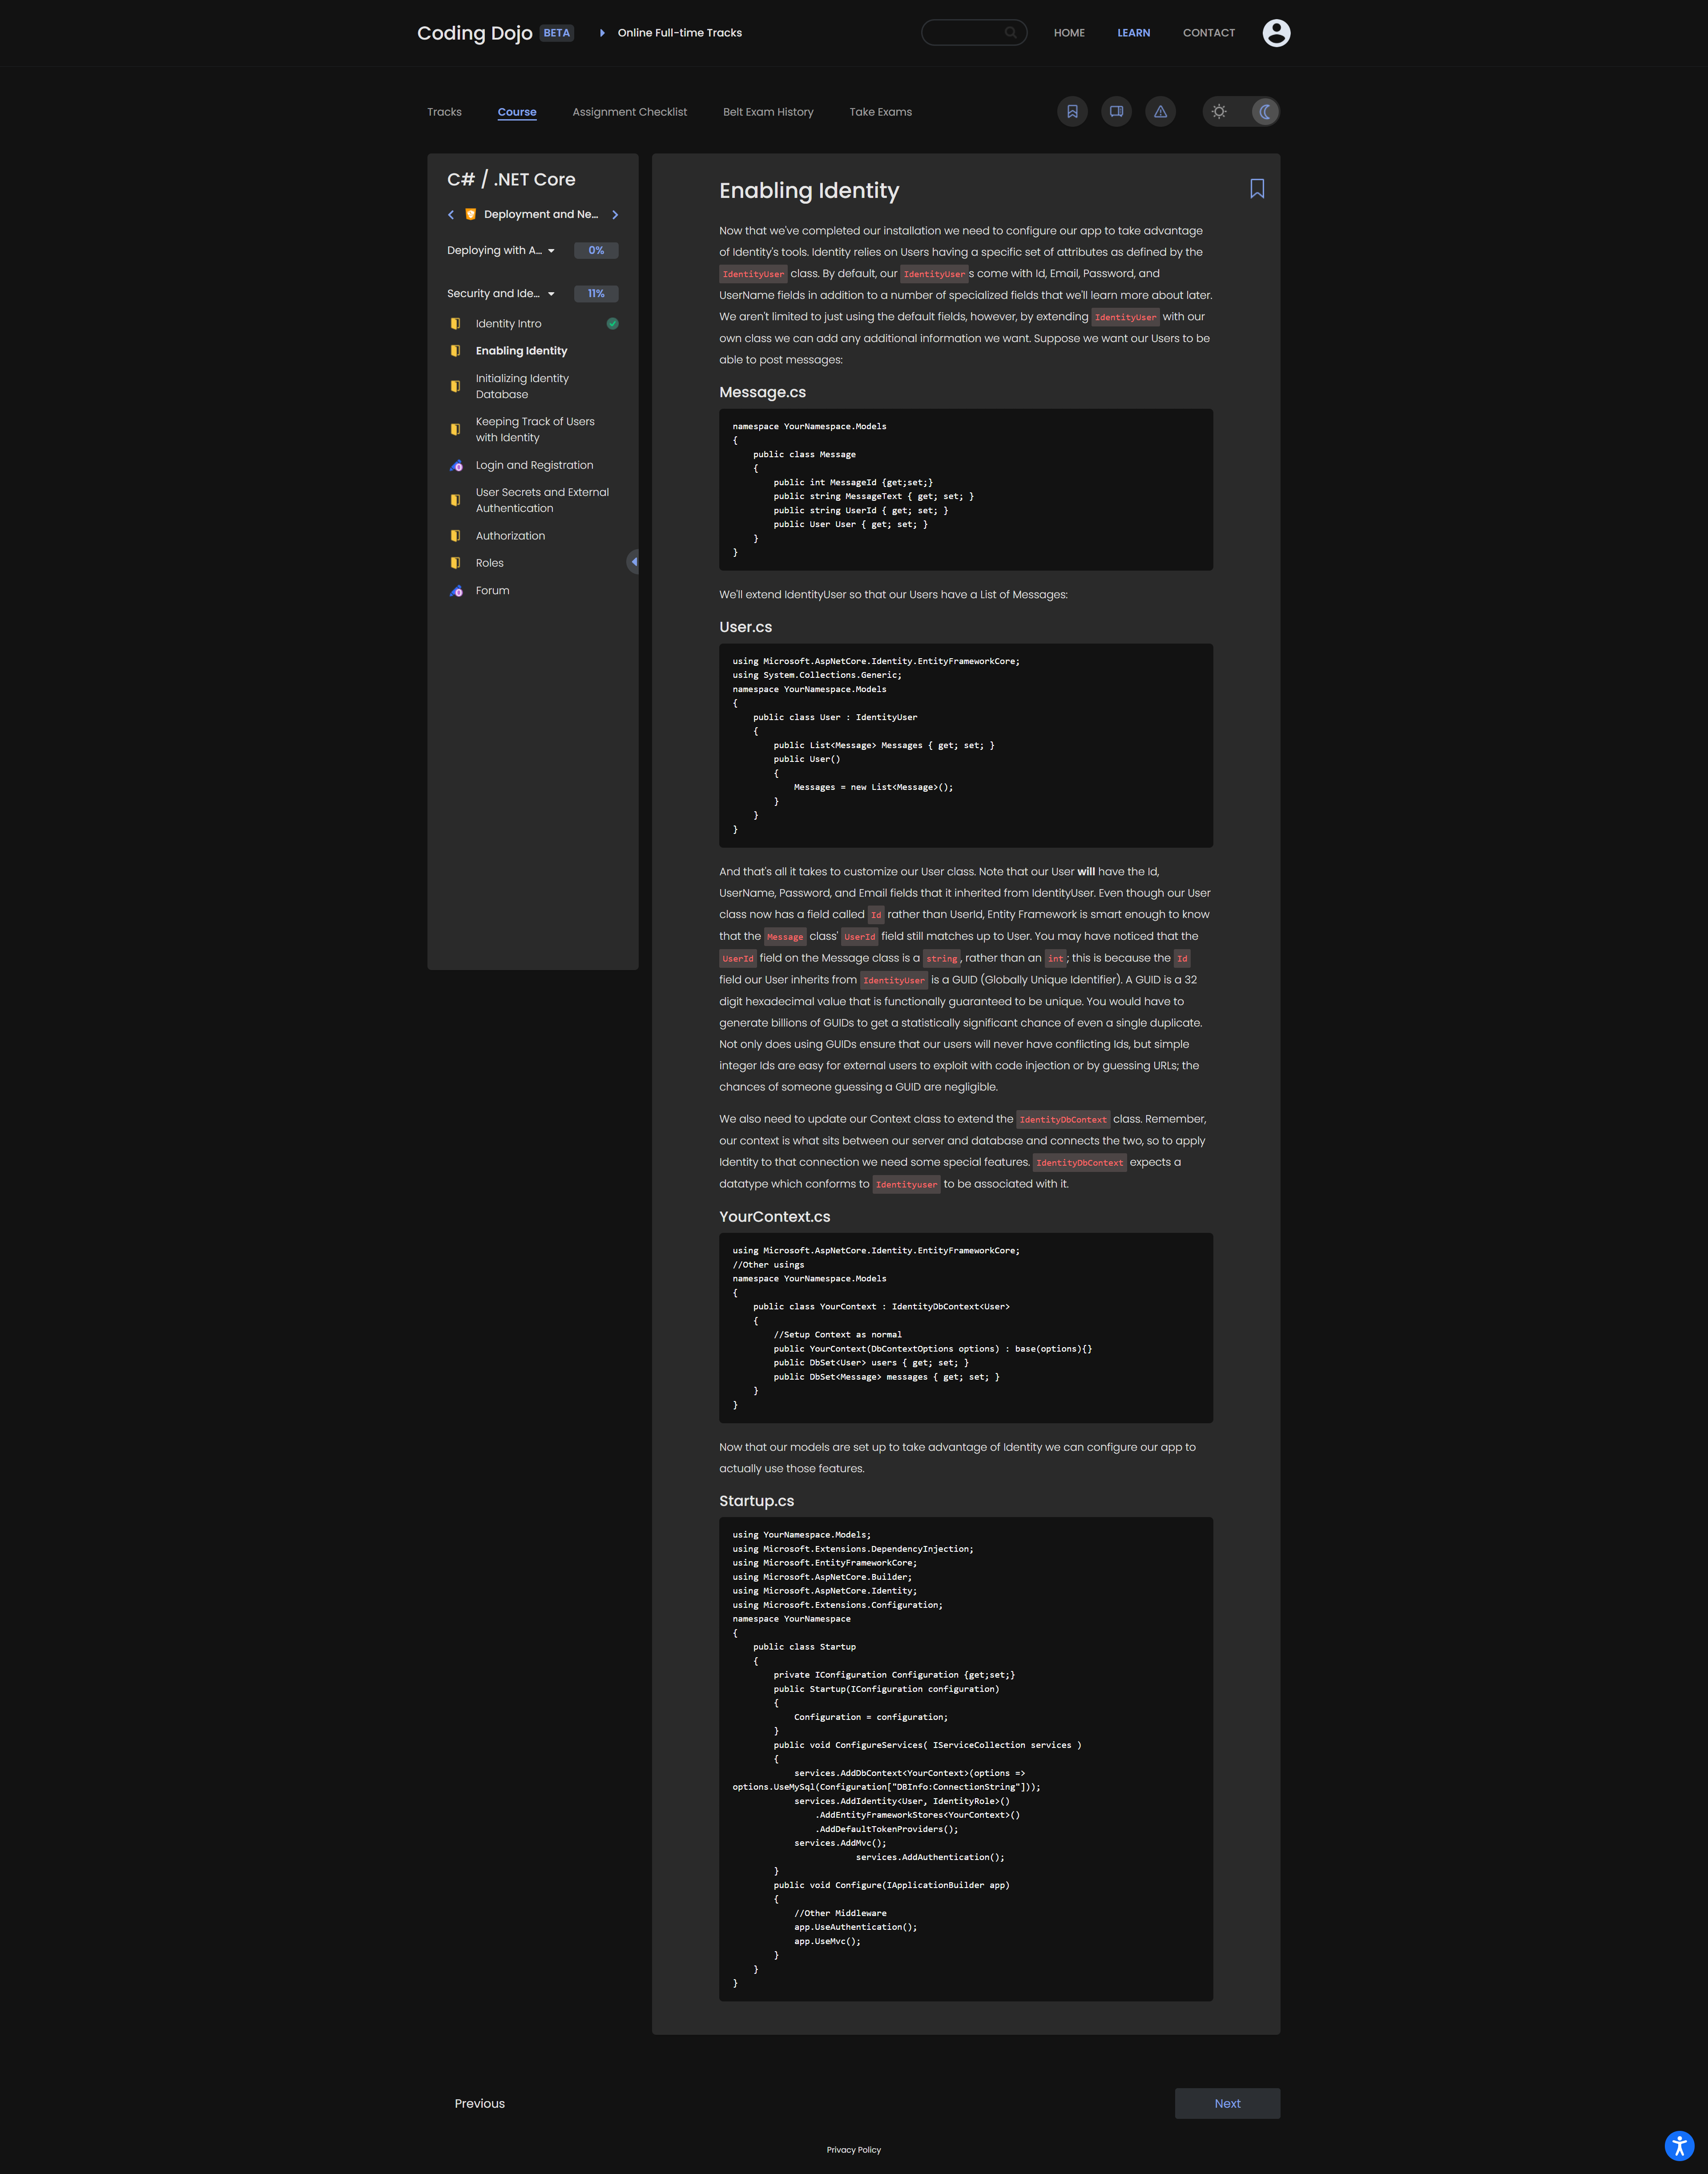 Coding Dojo BETA Online Full-time Tracks HOME LEARN CONTACT
Tracks Course Assignment Checklist Belt Exam History Take Exams
C# / .NET Core
Deployment and Ne...
Deploying with A... 0%
Security and Ide... 11%
Identity Intro
Enabling Identity
Initializing Identity
Database
Keeping Track of Users
with Identity
Login and Registration
User Secrets and External
Authentication
Authorization
Roles
Forum
Enabling Identity
Now that we've completed our installation we need to configure our app to take advantage
of Identity's tools. Identity relies on Users having a specific set of attributes as defined by the
IdentityUser class. By default, our IdentityUser s come with Id, Email, Password, and
UserName fields in addition to a number of specialized fields that we'll learn more about later.
We aren't limited to just using the default fields, however, by extending IdentityUser with our
own class we can add any additional information we want. Suppose we want our Users to be
able to post messages:
Message.cs
namespace YourNamespace.Models
{
    public class Message
    {
        public int MessageId {get;set;}
        public string MessageText { get; set; }
        public string UserId { get; set; }
        public User User { get; set; }
    }
}
We'll extend IdentityUser so that our Users have a List of Messages:
User.cs
using Microsoft.AspNetCore.Identity.EntityFrameworkCore;
using System.Collections.Generic;
namespace YourNamespace.Models
{
    public class User : IdentityUser
    {
        public List<Message> Messages { get; set; }
        public User()
        {
            Messages = new List<Message>();
        }
    }
}
And that's all it takes to customize our User class. Note that our User will have the Id,
UserName, Password, and Email fields that it inherited from IdentityUser. Even though our User
class now has a field called Id rather than UserId, Entity Framework is smart enough to know
that the Message class' UserId field still matches up to User. You may have noticed that the
UserId field on the Message class is a string , rather than an int ; this is because the Id
field our User inherits from IdentityUser is a GUID (Globally Unique Identifier). A GUID is a 32
digit hexadecimal value that is functionally guaranteed to be unique. You would have to
generate billions of GUIDs to get a statistically significant chance of even a single duplicate.
Not only does using GUIDs ensure that our users will never have conflicting Ids, but simple
integer Ids are easy for external users to exploit with code injection or by guessing URLs; the
chances of someone guessing a GUID are negligible.
We also need to update our Context class to extend the IdentityDbContext class. Remember,
our context is what sits between our server and database and connects the two, so to apply
Identity to that connection we need some special features. IdentityDbContext expects a
datatype which conforms to Identityuser to be associated with it.
YourContext.cs
using Microsoft.AspNetCore.Identity.EntityFrameworkCore;
//Other usings
namespace YourNamespace.Models
{
    public class YourContext : IdentityDbContext<User>
    {
        //Setup Context as normal
        public YourContext(DbContextOptions options) : base(options){}
        public DbSet<User> users { get; set; }
        public DbSet<Message> messages { get; set; }
    }
}
Now that our models are set up to take advantage of Identity we can configure our app to
actually use those features.
Startup.cs
using YourNamespace.Models;
using Microsoft.Extensions.DependencyInjection;
using Microsoft.EntityFrameworkCore;
using Microsoft.AspNetCore.Builder;
using Microsoft.AspNetCore.Identity;
using Microsoft.Extensions.Configuration;
namespace YourNamespace
{
    public class Startup
    {
        private IConfiguration Configuration {get;set;}
        public Startup(IConfiguration configuration)
        {
            Configuration = configuration;
        }
        public void ConfigureServices( IServiceCollection services )
        {
            services.AddDbContext<YourContext>(options =>
options.UseMySql(Configuration["DBInfo:ConnectionString"]));
            services.AddIdentity<User, IdentityRole>()
                .AddEntityFrameworkStores<YourContext>()
                .AddDefaultTokenProviders();
            services.AddMvc();
                        services.AddAuthentication();
        }
        public void Configure(IApplicationBuilder app)
        {
            //Other Middleware
            app.UseAuthentication();
            app.UseMvc();
        }
    }
}
Previous Next
Privacy Policy